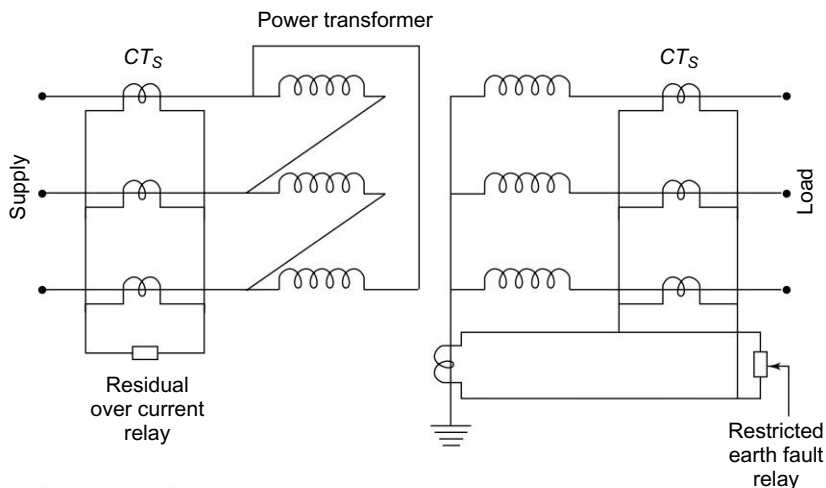 Power transformer
CTS
CTS
Supply
Load
Residual
over current
relay
Restricted
earth fault
relay